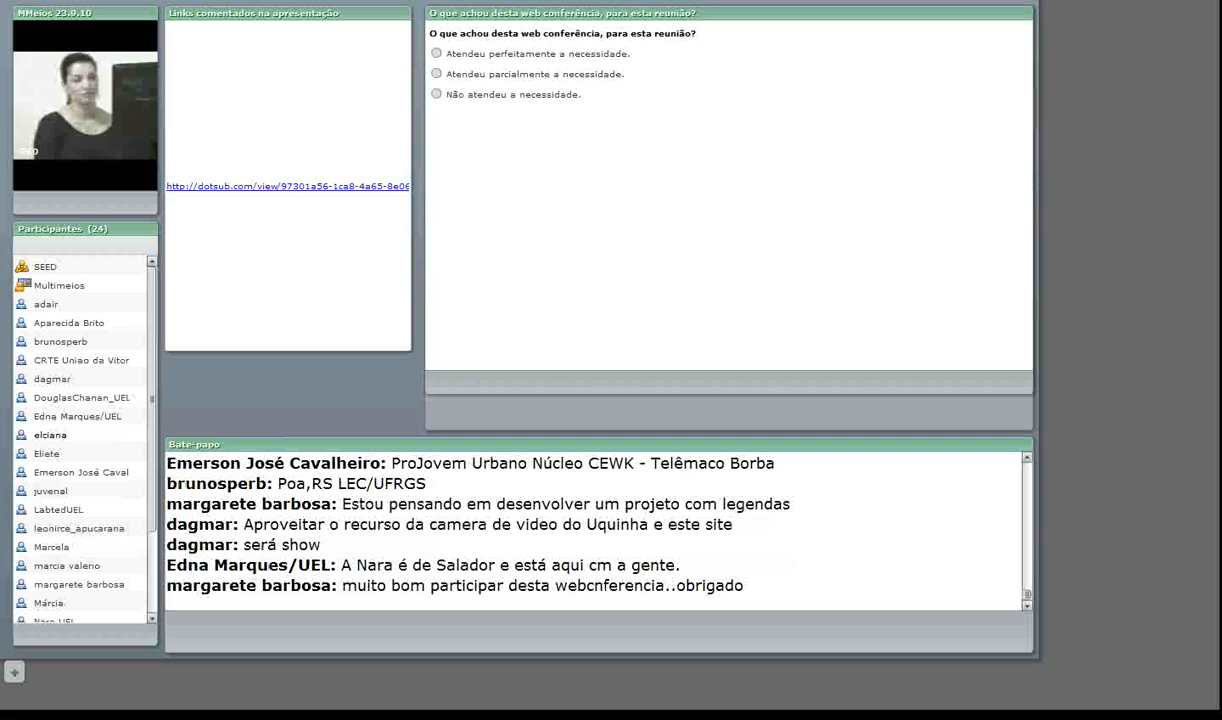 MMeios 23.9.10
Links comentados na apresentação
http://dotsub.com/view/97301a56-1ca8-4a65-8e06
O que achou desta web conferência, para esta reunião?
O que achou desta web conferência, para esta reunião?
Atendeu perfeitamente a necessidade.
Atendeu parcialmente a necessidade.
Não atendeu a necessidade.
Participantes (24)
SEED
Multimeios
adair
Aparecida Brito
brunosperb
CRTE Uniao da Vitor
dagmar
DouglasChanan_UEL
Edna Marques/UEL
elciana
Eliete
Emerson José Caval
juvenal
LabtedUEL
leonirce_apucarana
Marcela
marcia valerio
margarete barbosa
Márcia
Nára UEL
Bate-papo
Emerson José Cavalheiro: ProJovem Urbano Núcleo CEWK - Telêmaco Borba
brunosperb: Poa,RS LEC/UFRGS
margarete barbosa: Estou pensando em desenvolver um projeto com legendas
dagmar: Aproveitar o recurso da camera de video do Uquinha e este site
dagmar: será show
Edna Marques/UEL: A Nara é de Salador e está aqui cm a gente.
margarete barbosa: muito bom participar desta webcnferencia..obrigado